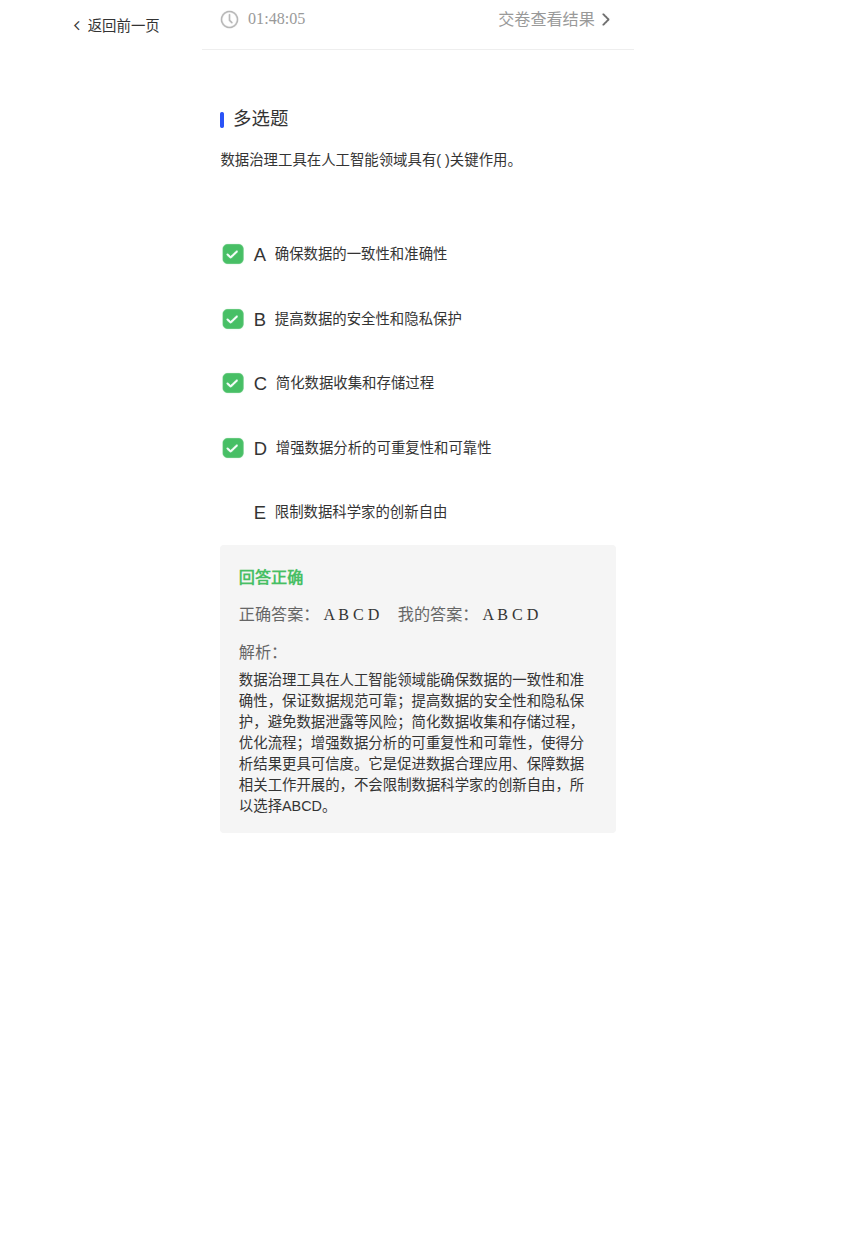 返回前一页
01:48:05
交卷查看结果
多选题
数据治理工具在人工智能领域具有( )关键作用。
A 确保数据的一致性和准确性
B 提高数据的安全性和隐私保护
C 简化数据收集和存储过程
D 增强数据分析的可重复性和可靠性
E 限制数据科学家的创新自由
回答正确
正确答案： A B C D 我的答案： A B C D
解析：
数据治理工具在人工智能领域能确保数据的一致性和准
确性，保证数据规范可靠；提高数据的安全性和隐私保
护，避免数据泄露等风险；简化数据收集和存储过程，
优化流程；增强数据分析的可重复性和可靠性，使得分
析结果更具可信度。它是促进数据合理应用、保障数据
相关工作开展的，不会限制数据科学家的创新自由，所
以选择ABCD。